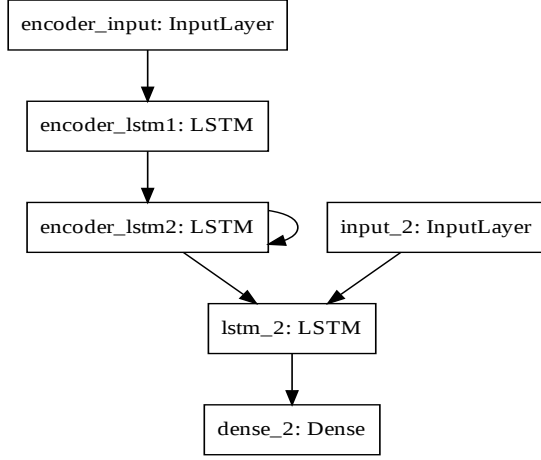 encoder_input: InputLayer
encoder_lstm1: LSTM
encoder_lstm2: LSTM
input_2: InputLayer
lstm_2: LSTM
dense_2: Dense